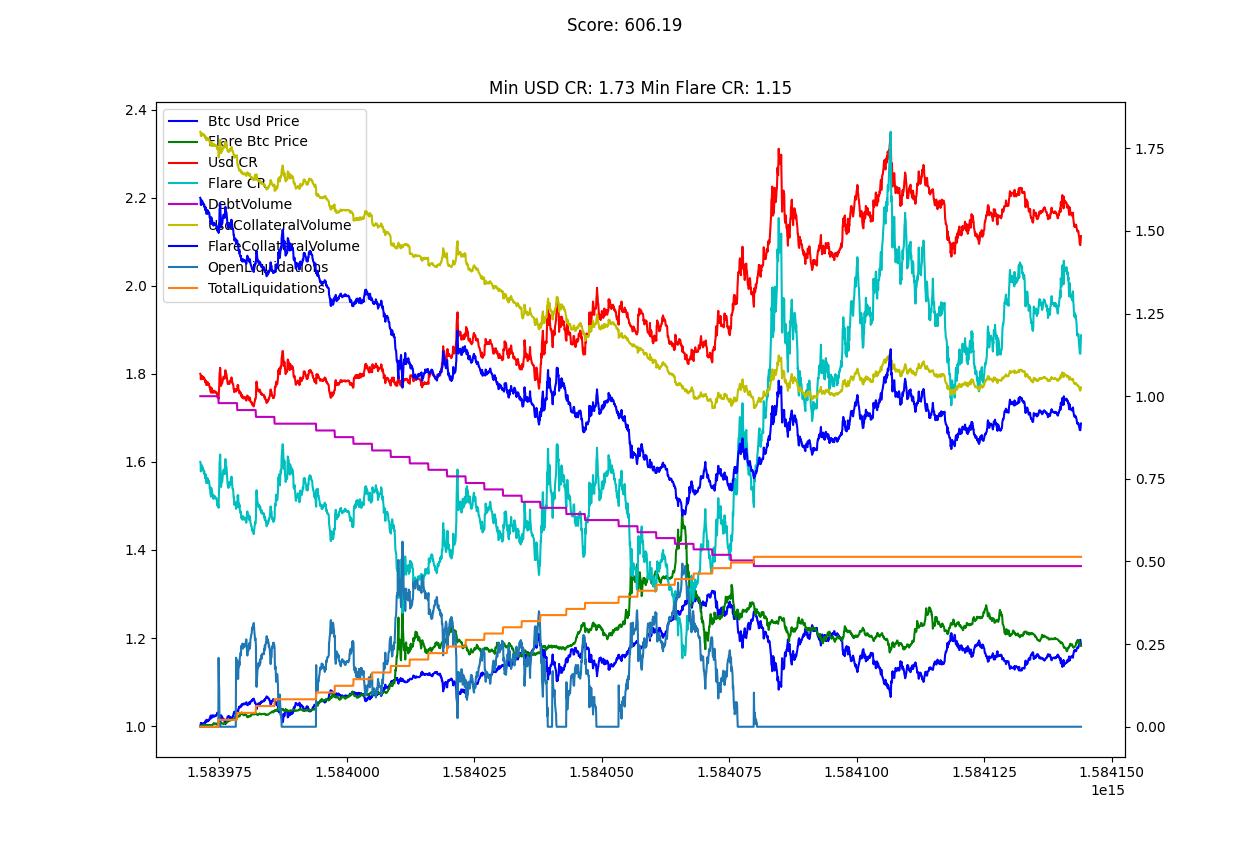 Score: 606.19
Min USD CR: 1.73 Min Flare CR: 1.15
2.4
2.2
2.0
1.8
1.6
1.4
1.2
1.0
Btc Usd Price
Flare Btc Price
Usd CR
Flare CR
DebtVolume
UsdCollateralVolume
FlareCollateralVolume
OpenLiquidations
TotalLiquidations
1.75
1.50
1.25
1.00
0.75
0.50
0.25
0.00
1.583975 1.584000 1.584025 1.584050 1.584075 1.584100 1.584125 1.584150
1e15